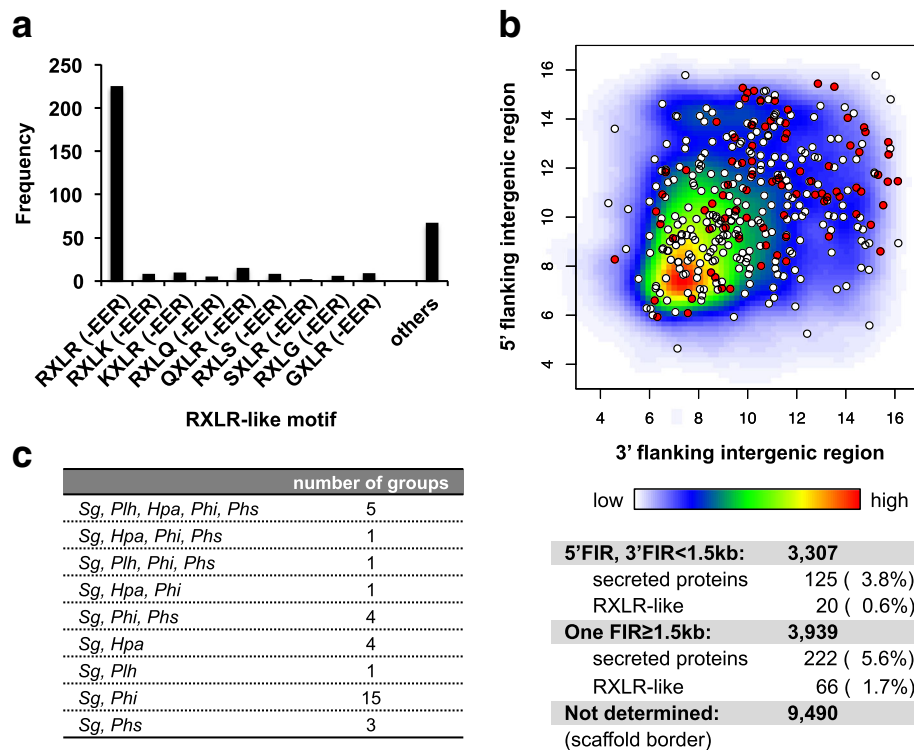 a
250
200
150
100
50
0
Frequency
RXLR (-EER)
RXLK (-EER)
KXLR (-EER)
RXLQ (-EER)
QXLR (-EER)
RXLS (-EER)
SXLR (-EER)
RXLG (-EER)
GXLR (-EER)
others
RXLR-like motif
b
16
14
12
10
8
6
4
5’ flanking intergenic region
4 6 8 10 12 14 16
3’ flanking intergenic region
low high
5’FIR, 3’FIR<1.5kb: 3,307
secreted proteins 125 ( 3.8%)
RXLR-like 20 ( 0.6%)
One FIR≥1.5kb: 3,939
secreted proteins 222 ( 5.6%)
RXLR-like 66 ( 1.7%)
Not determined: 9,490
(scaffold border)
c
number of groups
Sg, Plh, Hpa, Phi, Phs 5
Sg, Hpa, Phi, Phs 1
Sg, Plh, Phi, Phs 1
Sg, Hpa, Phi 1
Sg, Phi, Phs 4
Sg, Hpa 4
Sg, Plh 1
Sg, Phi 15
Sg, Phs 3